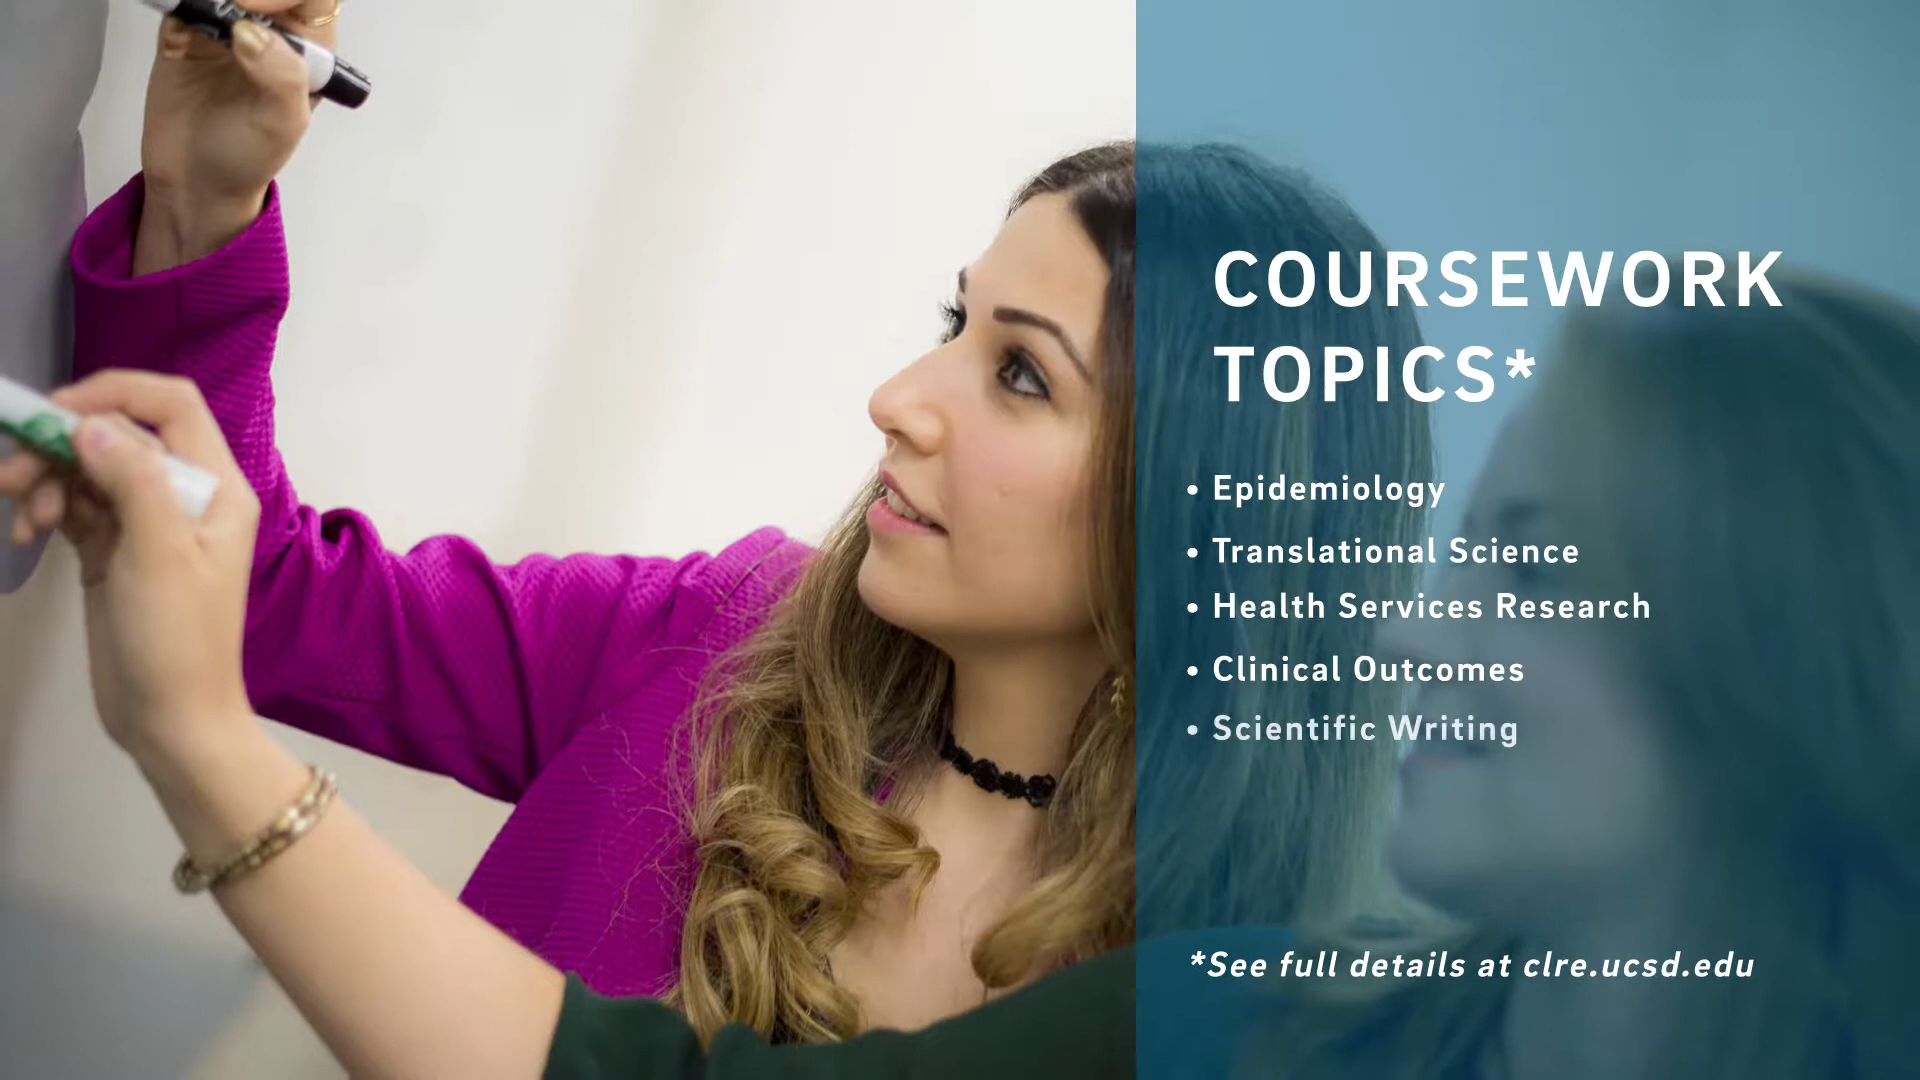 COURSEWORK
TOPICS*
• Epidemiology
• Translational Science
• Health Services Research
• Clinical Outcomes
• Scientific Writing
*See full details at clre.ucsd.edu